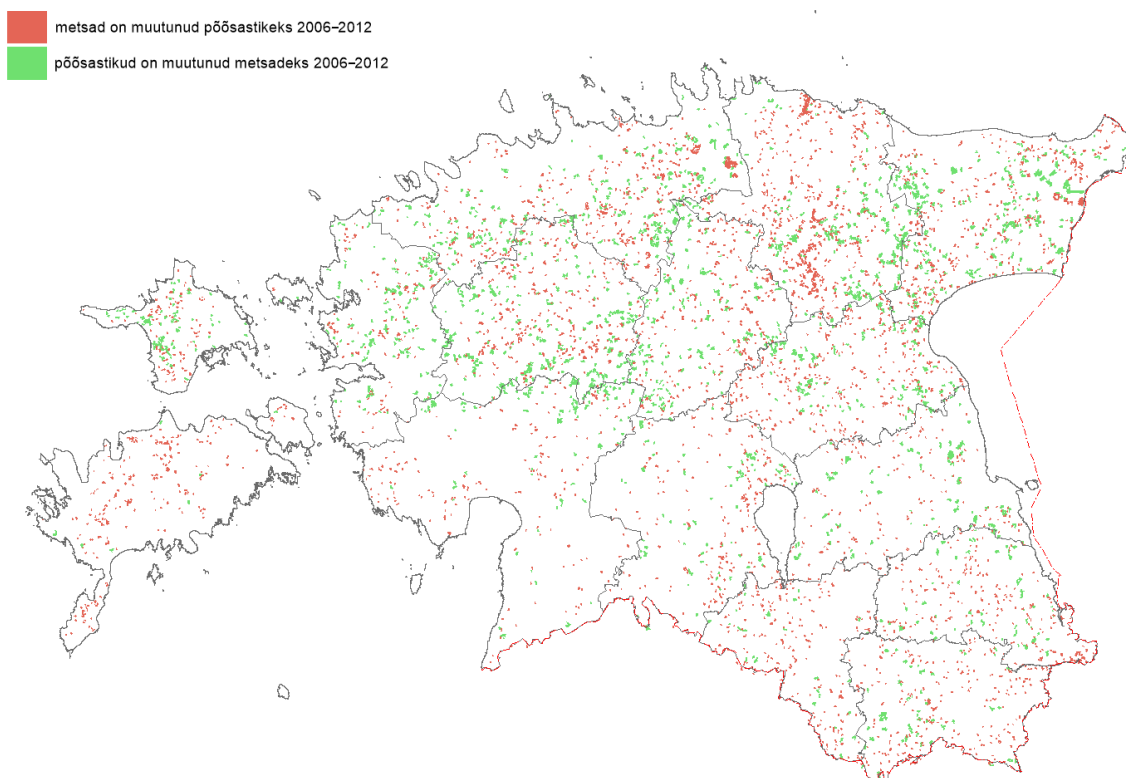 metsad on muutunud põõsastikeks 2006–2012
põõsastikud on muutunud metsadeks 2006–2012